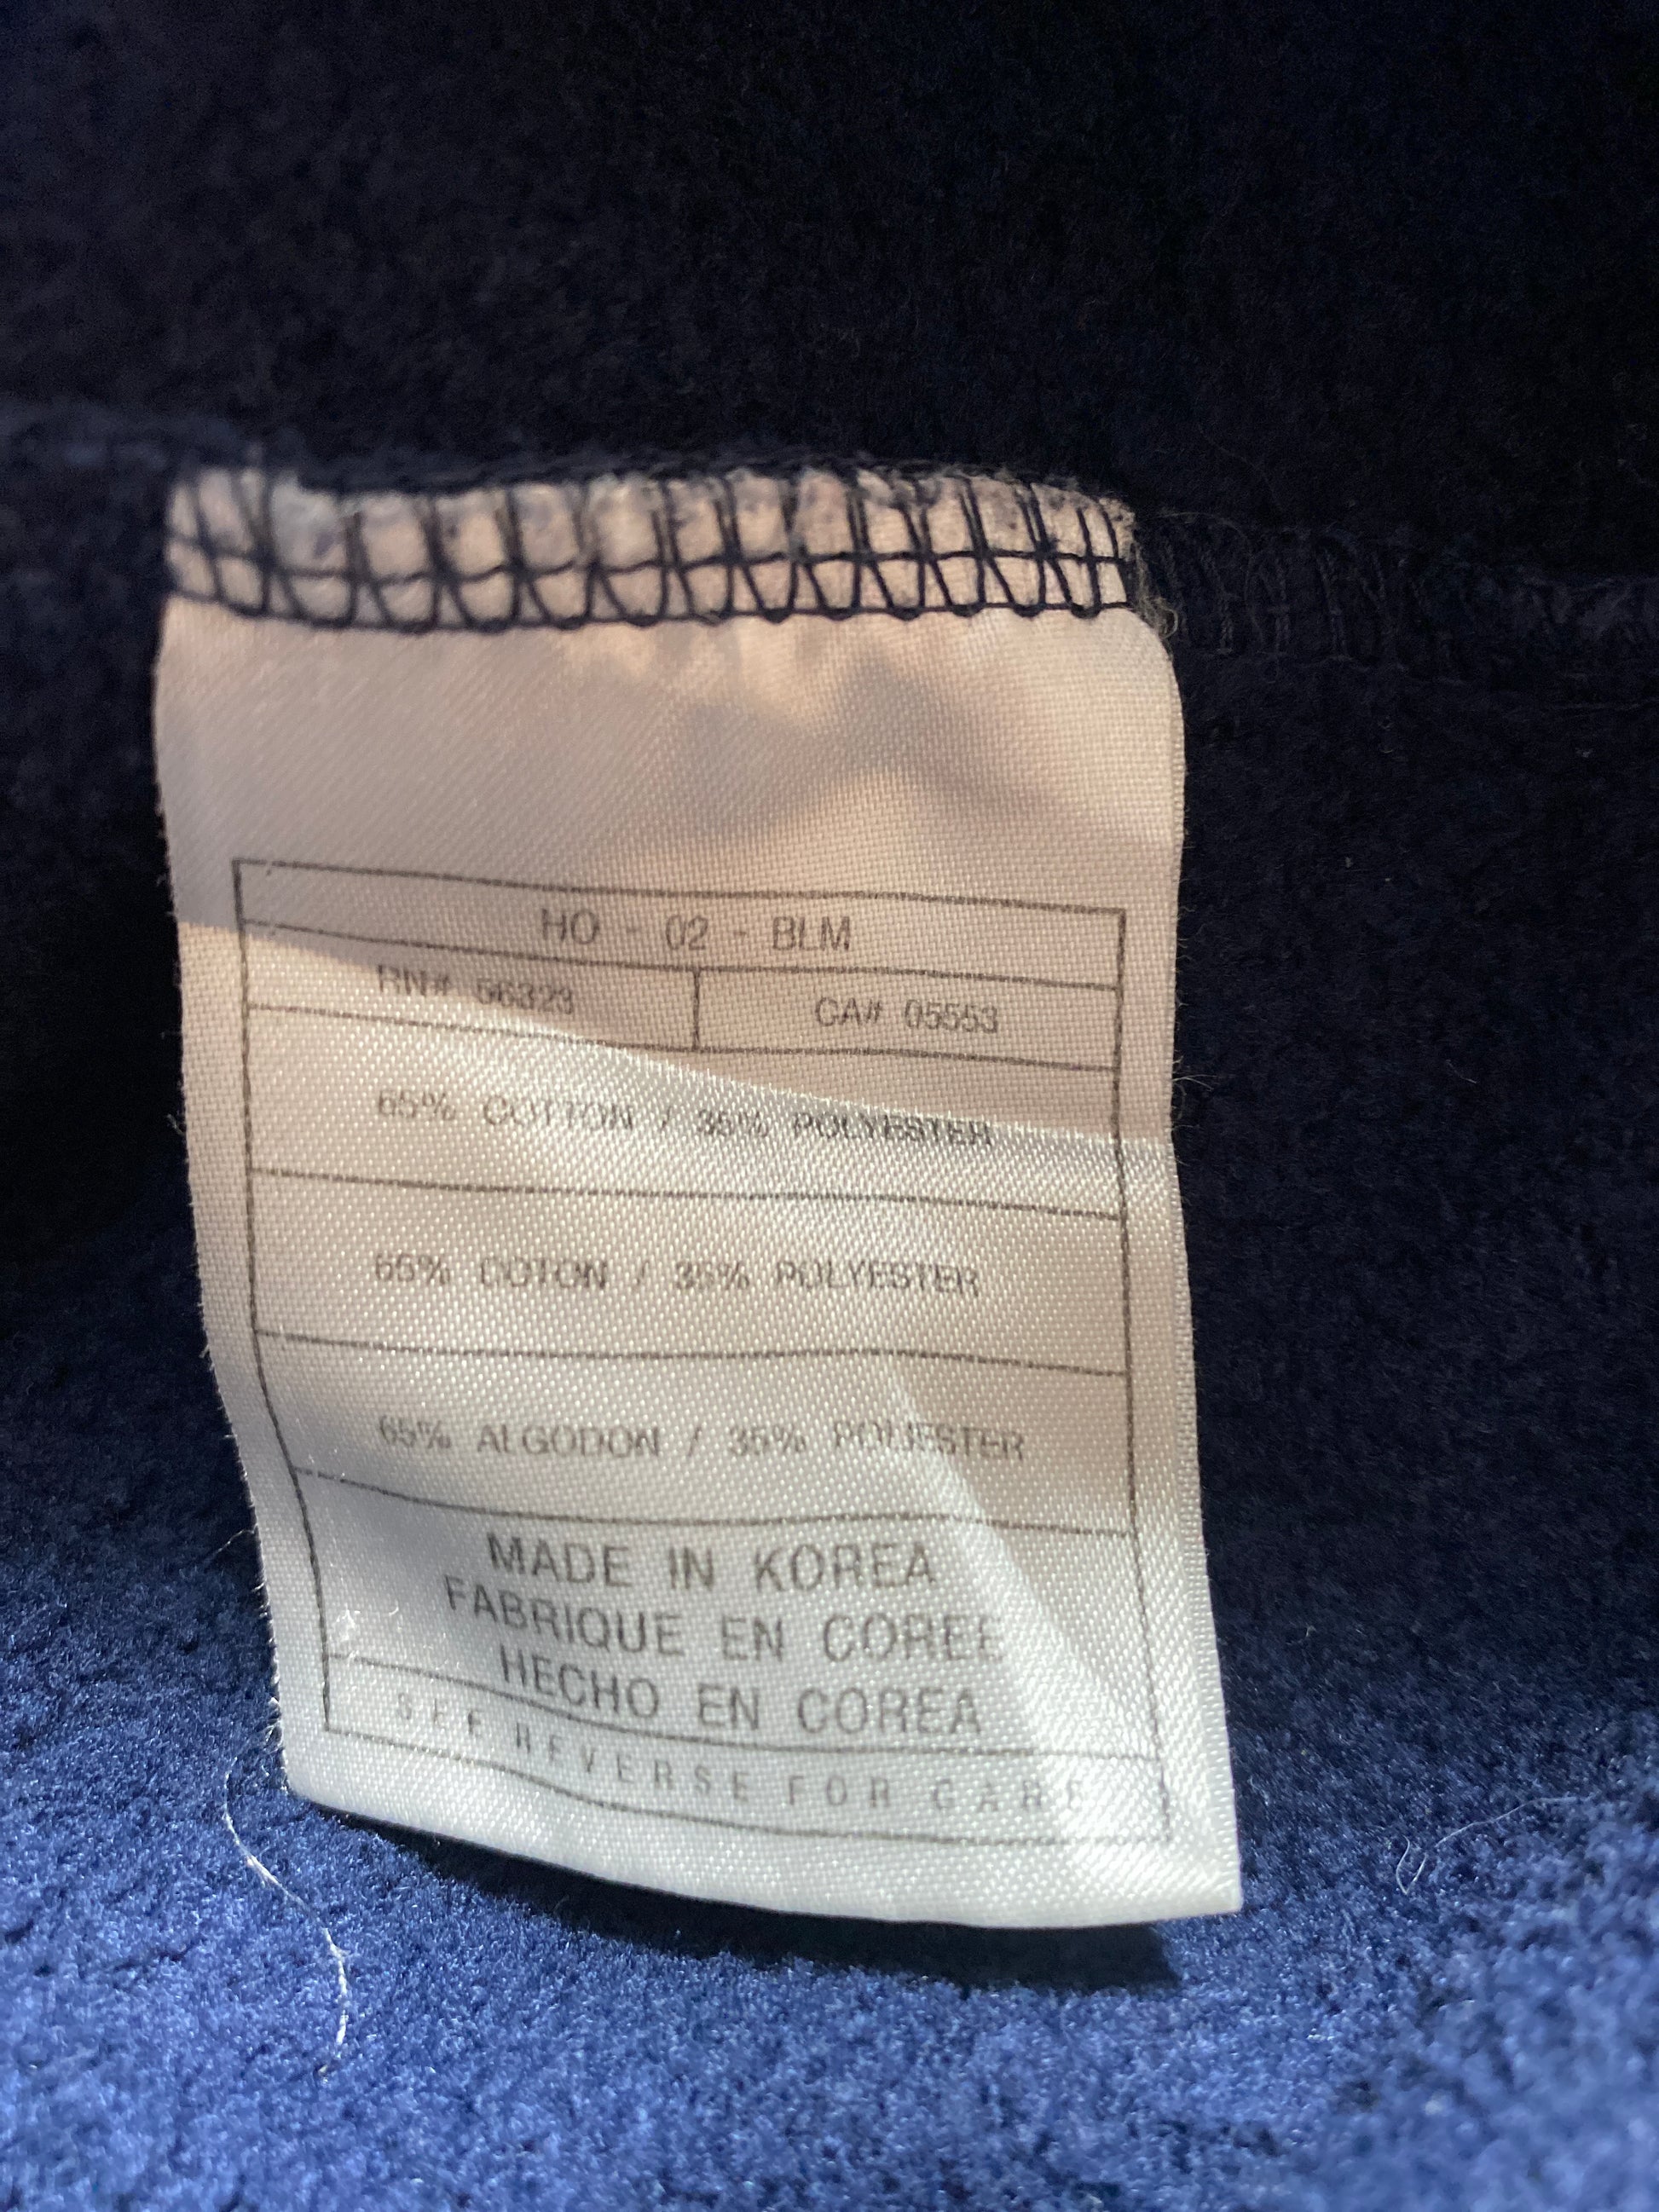 HO - 02 - BLM
RN# 56323 CA# 05553
65% COTTON / 35% POLYESTER
65% COTON / 35% POLYESTER
65% ALGODON / 35% POLIESTER
MADE IN KOREA
FABRIQUE EN COREE
HECHO EN COREA
SEE REVERSE FOR CARE